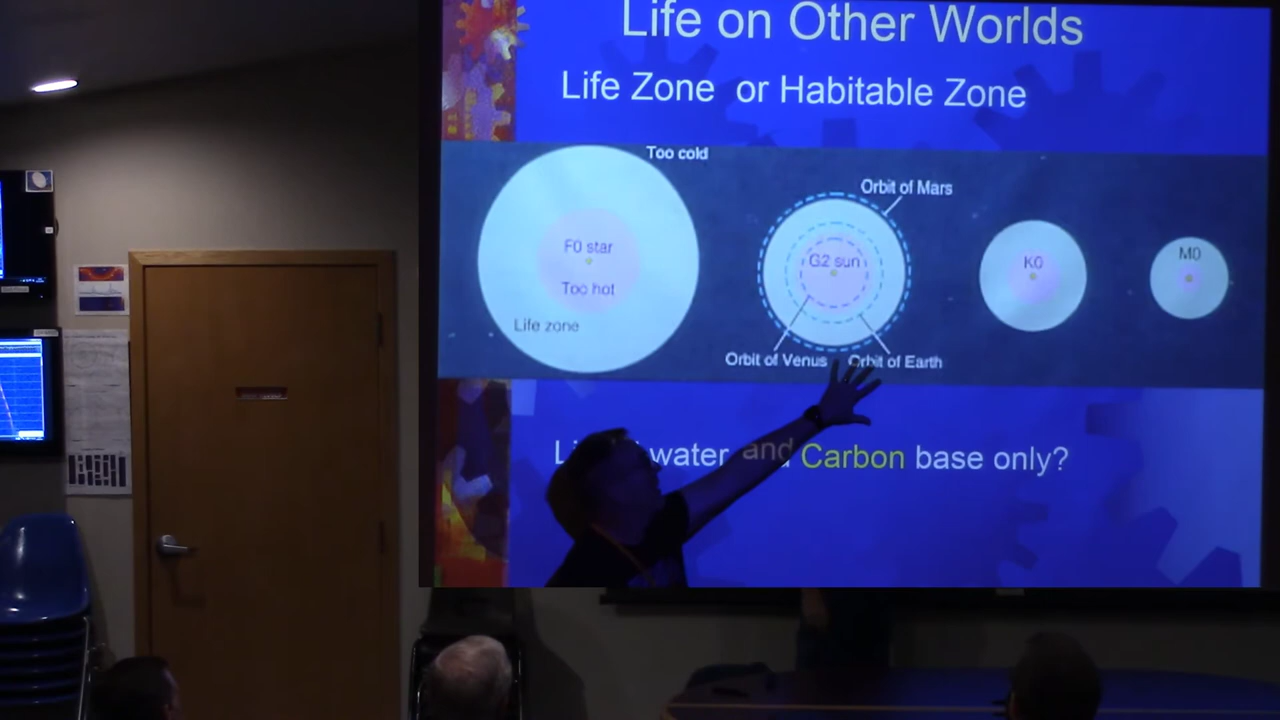 Life on Other Worlds
Life Zone or Habitable Zone
Too cold
Orbit of Mars
F0 star
G2 sun
K0
M0
Too hot
Life zone
Orbit of Venus
Orbit of Earth
water and Carbon base only?